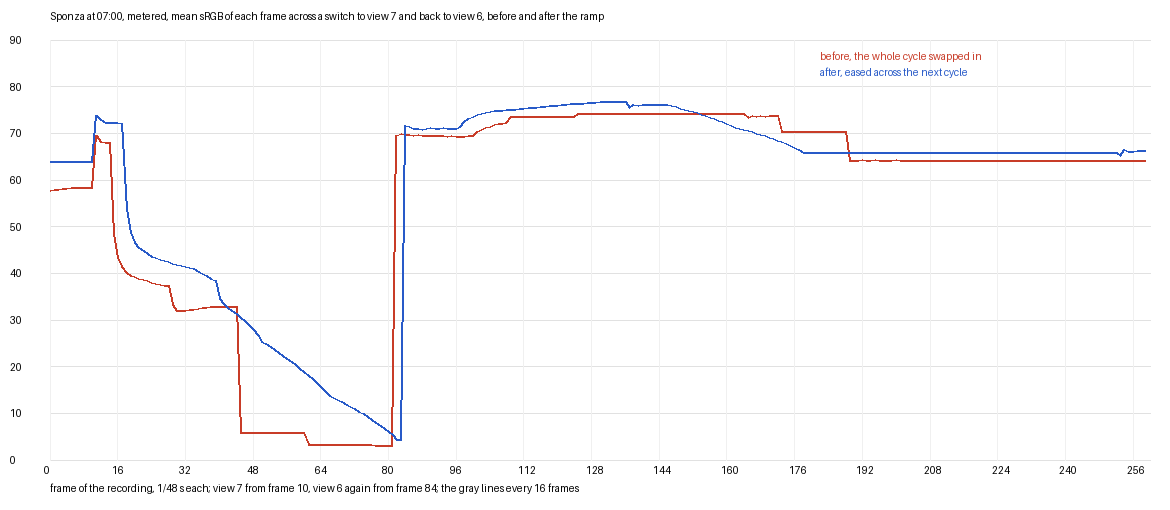 Sponza at 07:00, metered, mean sRGB of each frame across a switch to view 7 and back to view 6, before and after the ramp
90
before, the whole cycle swapped in
after, eased across the next cycle
80
70
60
50
40
30
20
10
0
0 16 32 48 64 80 96 112 128 144 160 176 192 208 224 240 256
frame of the recording, 1/48 s each; view 7 from frame 10, view 6 again from frame 84; the gray lines every 16 frames